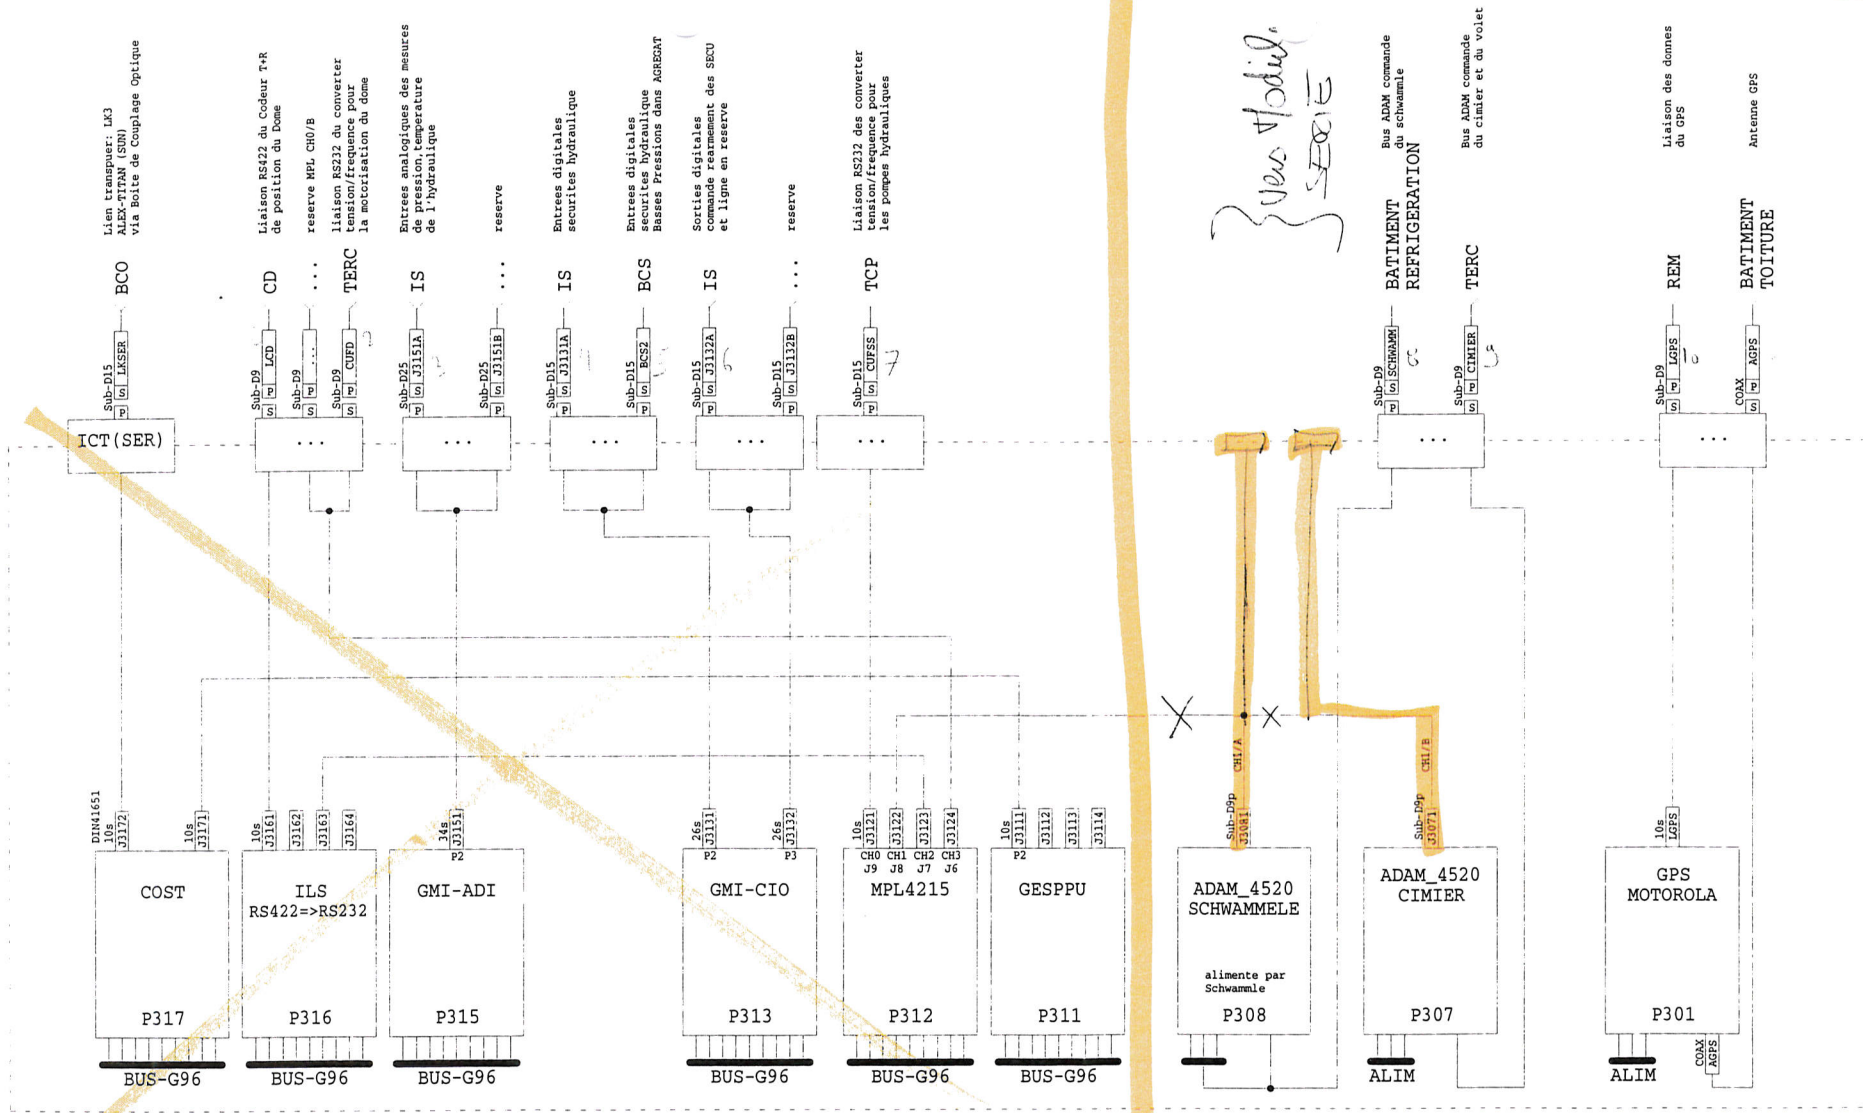 Lien transpuer: LK3
ALEX-TITAN (SUN)
via Boite de Couplage Optique
Liaison RS422 du Codeur T+R
de position du Dome
reserve MPL CH0/B
liaison RS232 du converter
tension/frequence pour
la motorisation du dome
Entrees analogiques des mesures
de pression,temperature
de l'hydraulique
reserve
Entrees digitales
securites hydraulique
Entrees digitales
securites hydraulique
Basses Pressions dans AGREGAT
Sorties digitales
commande rearmement des SECU
et ligne en reserve
reserve
Liaison RS232 des converter
tension/frequence pour
les pompes hydrauliques
Vers
Bus ADAM commande
du schwammle
Bus ADAM commande
du cimier et du volet
Liaison des donnes
du GPS
Antenne GPS
BCO
CD
...
TERC
IS
...
IS
BCS
IS
...
TCP
BATIMENT
REFRIGERATION
TERC
REM
BATIMENT
TOITURE
Sub-D15
P S LKSER
Sub-D9
S P LCD
Sub-D9
S P ...
Sub-D9
S P CUFD
Sub-D25
P S J3151A
Sub-D25
P S J3151B
Sub-D15
P S J3131A
Sub-D15
P S BCS2
Sub-D15
P S J3132A
6
Sub-D15
P S J3132B
Sub-D15
P S CUFSS
7
Sub-D9
P S SCHWAMM
8
Sub-D9
S P CIMIER
9
Sub-D9
S P LGPS
10
COAX
S P AGPS
ICT(SER)
...
...
...
...
...
...
...
X
X
CH1/A
CH1/B
DIN41651
10s
J3172
10s
J3171
10s
J3161
J3162
J3163
J3164
34s
J3151
26s
J3131
26s
J3132
10s
J3121
J3122
J3123
J3124
10s
J3111
J3112
J3113
J3114
Sub-D9p
J3081
Sub-D9p
J3071
10s
LGPS
P2
P2
P3
CH0 CH1 CH2 CH3
J9 J8 J7 J6
P2
COST
ILS
RS422=>RS232
GMI-ADI
GMI-CIO
MPL4215
GESPPU
ADAM_4520
SCHWAMMELE
ADAM_4520
CIMIER
GPS
MOTOROLA
alimente par
Schwammle
P317
P316
P315
P313
P312
P311
P308
P307
P301
BUS-G96
BUS-G96
BUS-G96
BUS-G96
BUS-G96
BUS-G96
ALIM
ALIM
COAX
AGPS